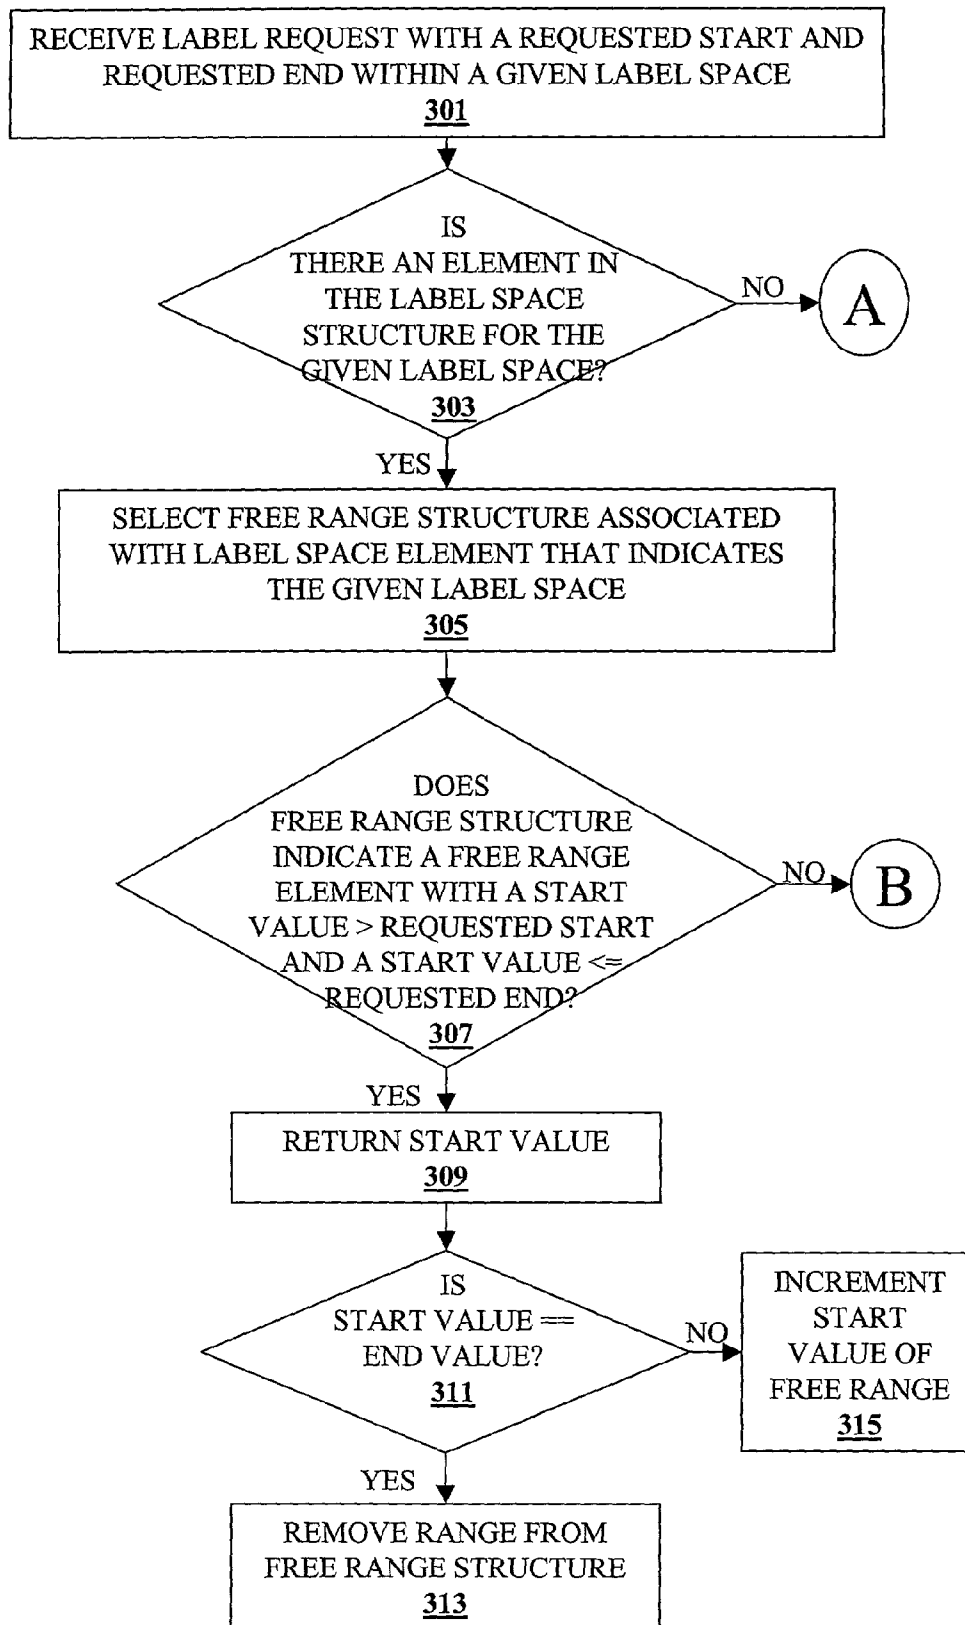 RECEIVE LABEL REQUEST WITH A REQUESTED START AND
REQUESTED END WITHIN A GIVEN LABEL SPACE
301
IS
THERE AN ELEMENT IN
THE LABEL SPACE
STRUCTURE FOR THE
GIVEN LABEL SPACE?
303
NO
A
YES
SELECT FREE RANGE STRUCTURE ASSOCIATED
WITH LABEL SPACE ELEMENT THAT INDICATES
THE GIVEN LABEL SPACE
305
DOES
FREE RANGE STRUCTURE
INDICATE A FREE RANGE
ELEMENT WITH A START
VALUE > REQUESTED START
AND A START VALUE <=
REQUESTED END?
307
NO
B
YES
RETURN START VALUE
309
IS
START VALUE ==
END VALUE?
311
NO
INCREMENT
START
VALUE OF
FREE RANGE
315
YES
REMOVE RANGE FROM
FREE RANGE STRUCTURE
313